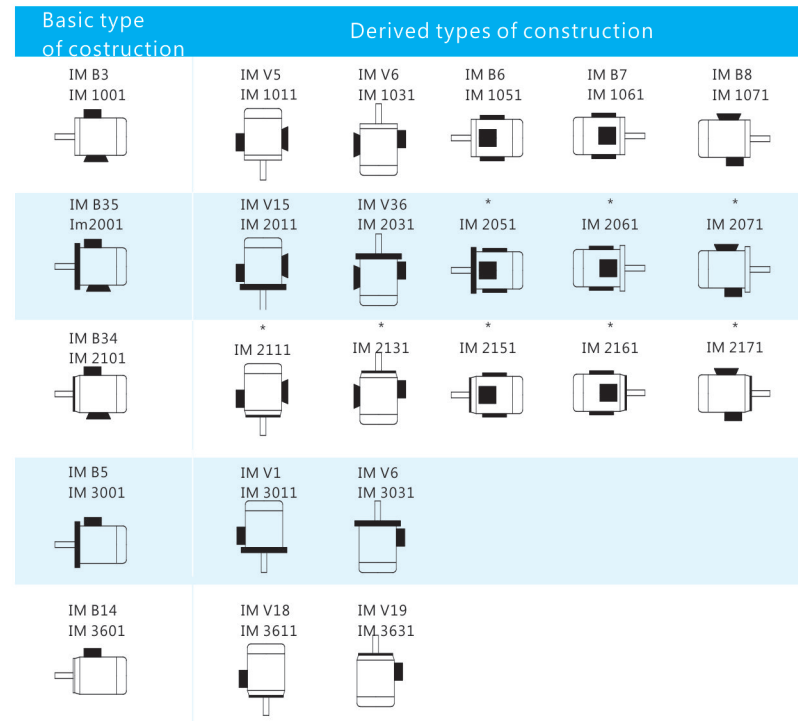 Basic type
of costruction
Derived types of construction
IM B3
IM 1001
IM V5
IM 1011
IM V6
IM 1031
IM B6
IM 1051
IM B7
IM 1061
IM B8
IM 1071
IM B35
Im2001
IM V15
IM 2011
IM V36
IM 2031
*
IM 2051
*
IM 2061
*
IM 2071
IM B34
IM 2101
*
IM 2111
*
IM 2131
*
IM 2151
*
IM 2161
*
IM 2171
IM B5
IM 3001
IM V1
IM 3011
IM V6
IM 3031
IM B14
IM 3601
IM V18
IM 3611
IM V19
IM 3631